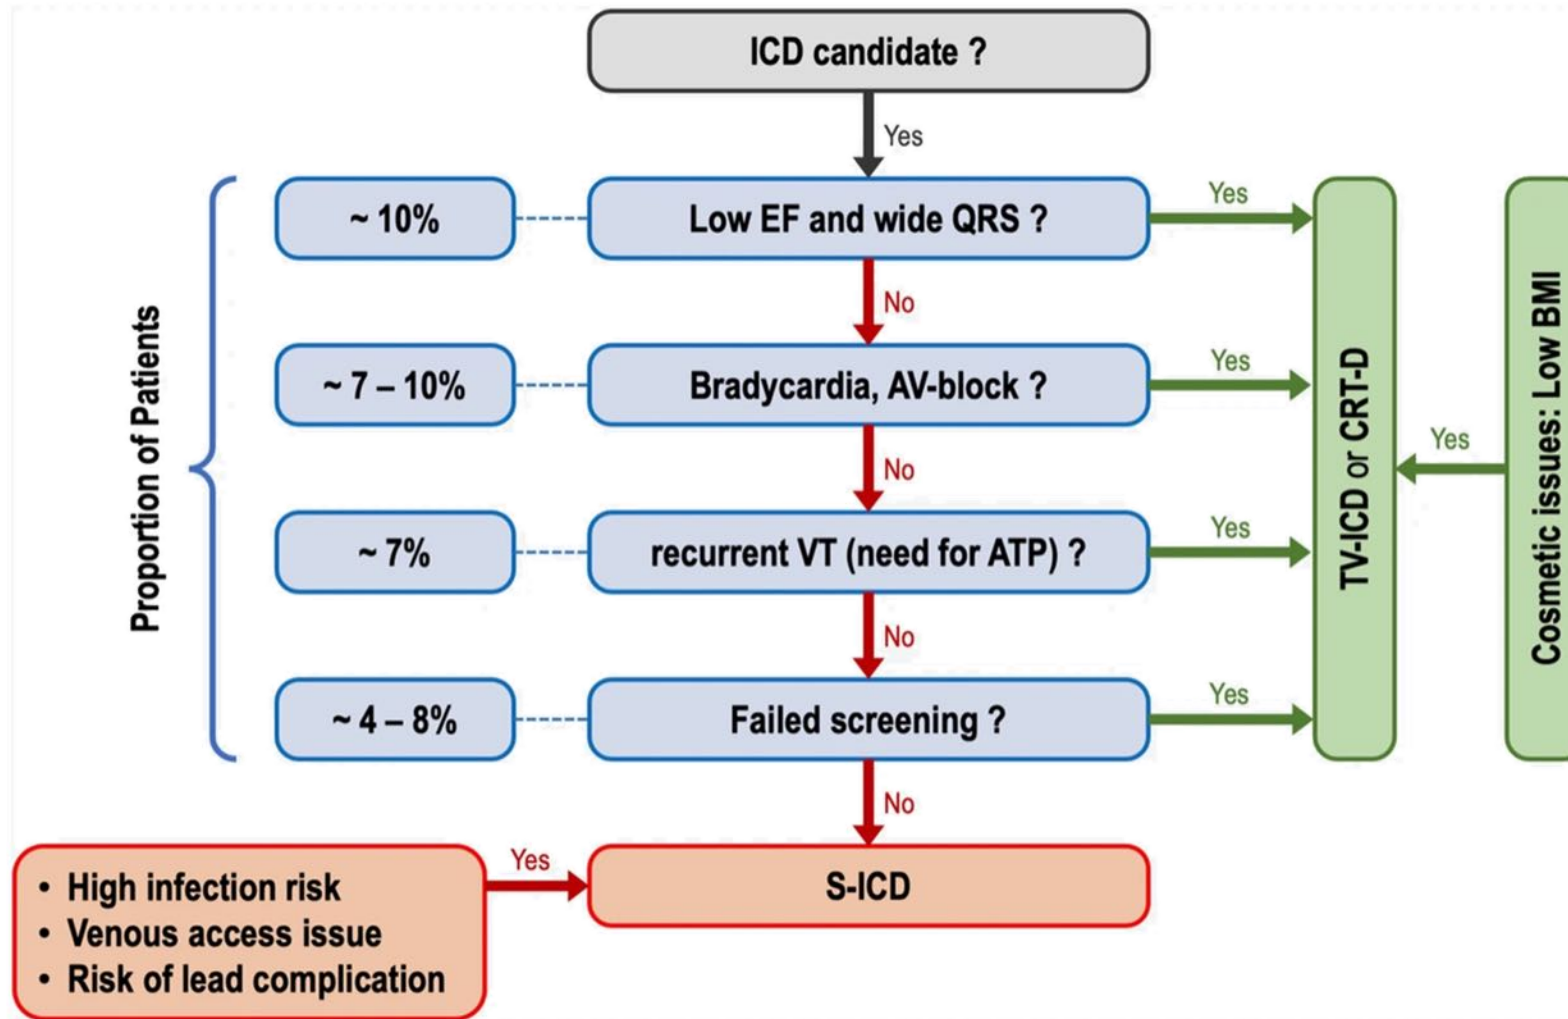 ICD candidate ?
Yes
~ 10%
Low EF and wide QRS ?
Yes
No
~ 7 – 10%
Bradycardia, AV-block ?
Yes
No
~ 7%
recurrent VT (need for ATP) ?
Yes
No
~ 4 – 8%
Failed screening ?
Yes
No
Proportion of Patients
TV-ICD or CRT-D
Yes
Cosmetic issues: Low BMI
• High infection risk
• Venous access issue
• Risk of lead complication
Yes
S-ICD